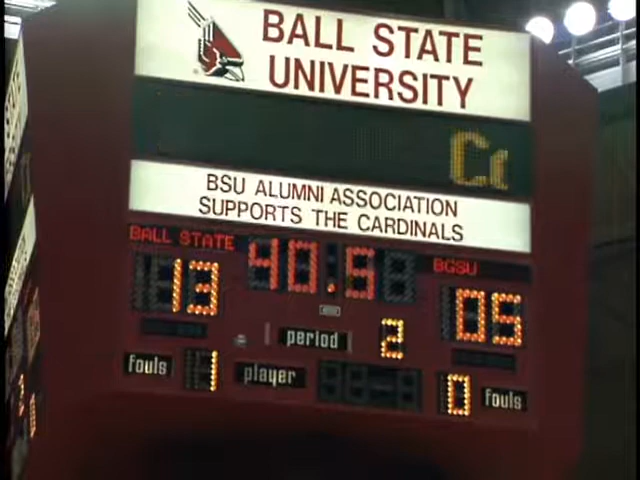 BALL STATE
UNIVERSITY
BSU ALUMNI ASSOCIATION
SUPPORTS THE CARDINALS
BALL STATE 40.5 BGSU
13 05
period 2
fouls 1 player 0 fouls